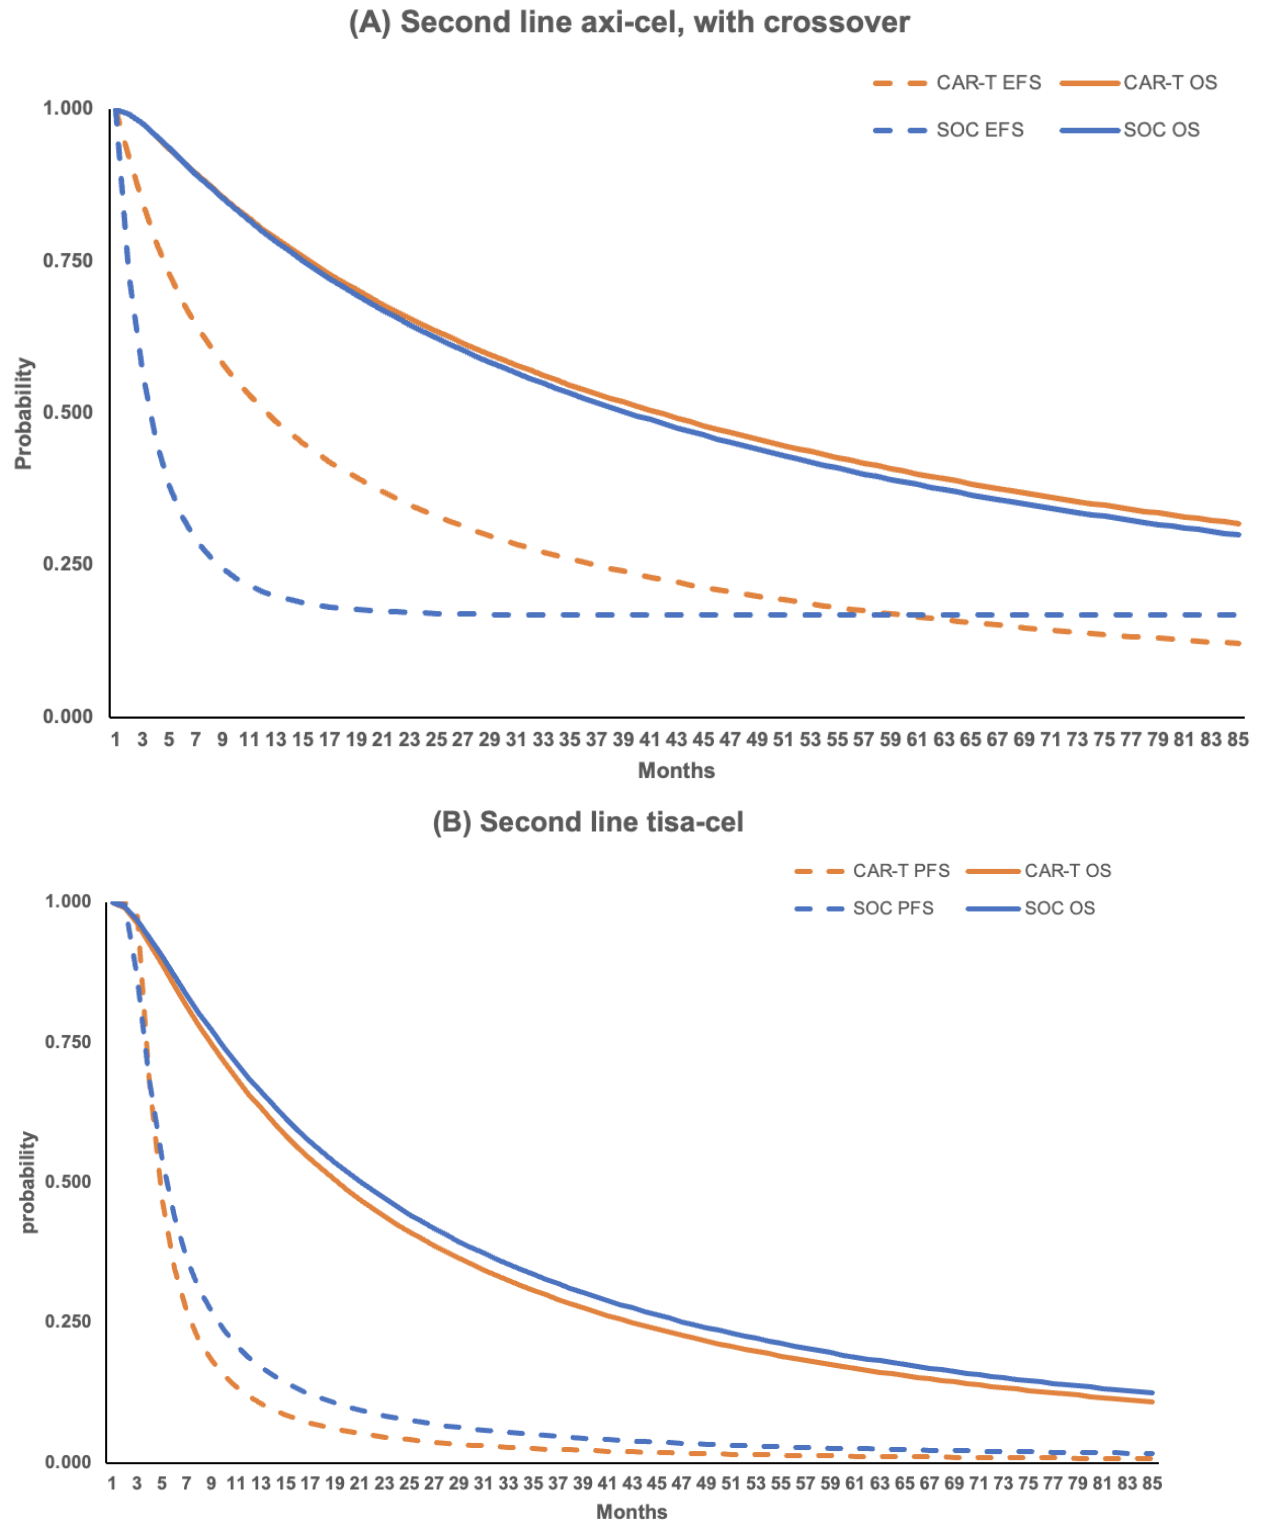 (A) Second line axi-cel, with crossover
CAR-T EFS CAR-T OS
SOC EFS SOC OS
1.000
0.750
0.500
0.250
0.000
Probability
1 3 5 7 9 11 13 15 17 19 21 23 25 27 29 31 33 35 37 39 41 43 45 47 49 51 53 55 57 59 61 63 65 67 69 71 73 75 77 79 81 83 85
Months
(B) Second line tisa-cel
CAR-T PFS CAR-T OS
SOC PFS SOC OS
1.000
0.750
0.500
0.250
0.000
probability
1 3 5 7 9 11 13 15 17 19 21 23 25 27 29 31 33 35 37 39 41 43 45 47 49 51 53 55 57 59 61 63 65 67 69 71 73 75 77 79 81 83 85
Months